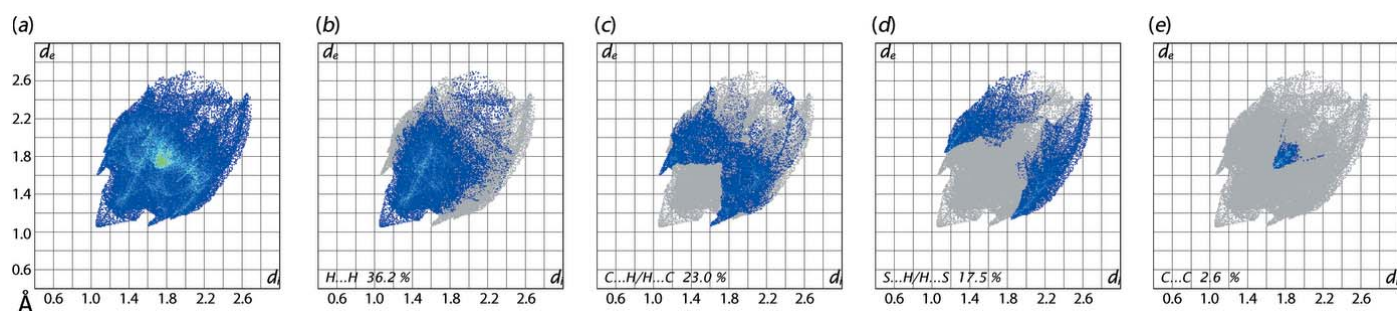 (a) (b) (c) (d) (e)
dₑ dₑ dₑ dₑ dₑ
2.6
2.2
1.8
1.4
1.0
0.6
H...H 36.2 % C...H/H...C 23.0 % S...H/H...S 17.5 % C...C 2.6 %
dᵢ dᵢ dᵢ dᵢ dᵢ
Å 0.6 1.0 1.4 1.8 2.2 2.6 0.6 1.0 1.4 1.8 2.2 2.6 0.6 1.0 1.4 1.8 2.2 2.6 0.6 1.0 1.4 1.8 2.2 2.6 0.6 1.0 1.4 1.8 2.2 2.6